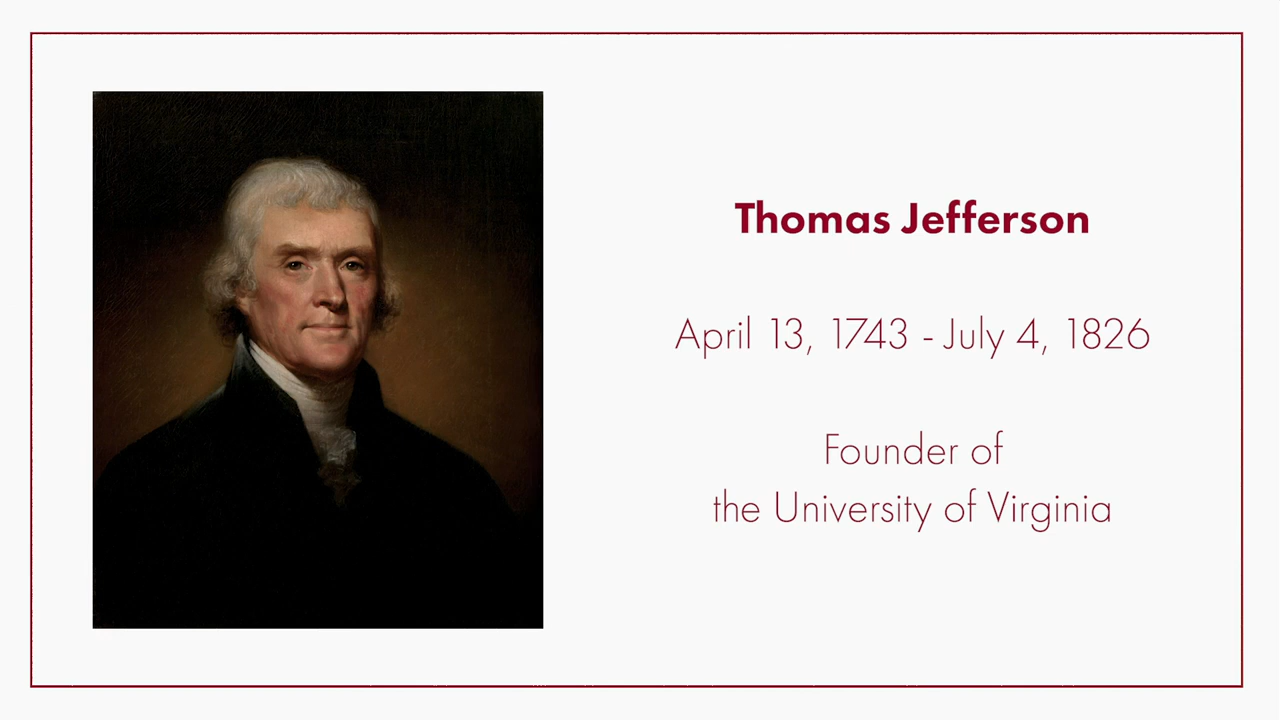 Thomas Jefferson
April 13, 1743 - July 4, 1826
Founder of
the University of Virginia